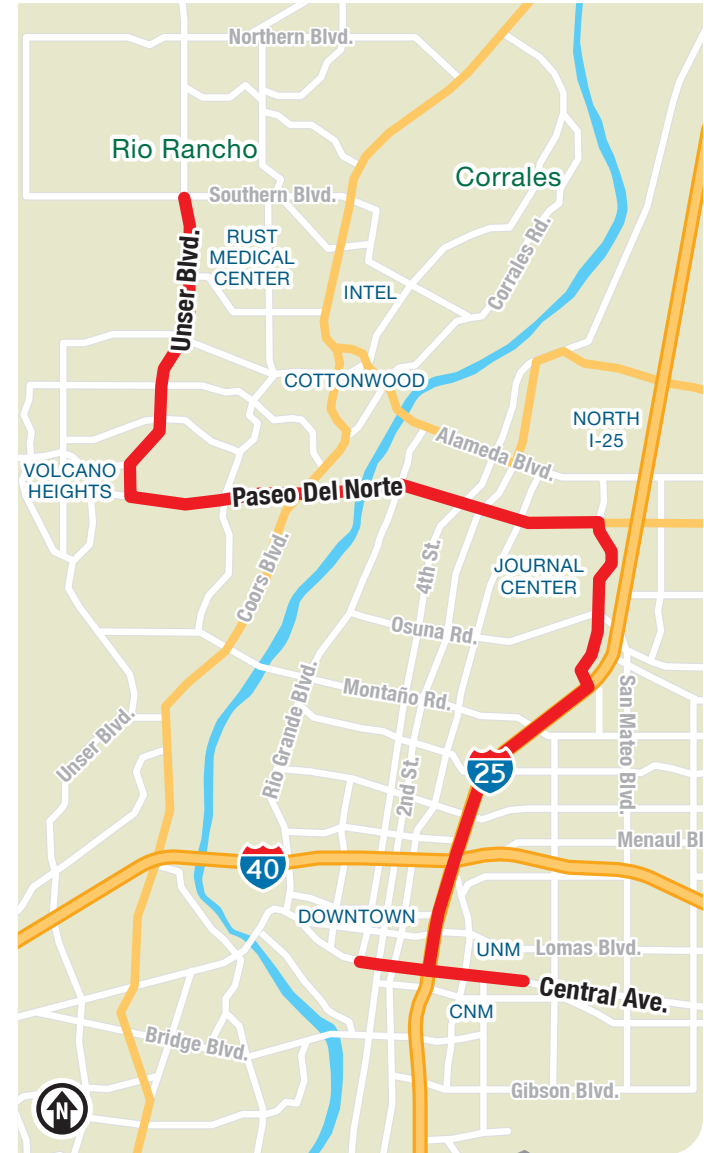 Northern Blvd.
Rio Rancho
Corrales
Southern Blvd.
Unser Blvd.
RUST
MEDICAL
CENTER
Corrales Rd.
INTEL
COTTONWOOD
NORTH
I-25
Alameda Blvd.
VOLCANO
HEIGHTS
Paseo Del Norte
JOURNAL
CENTER
4th St.
Coors Blvd.
Osuna Rd.
Montaño Rd.
San Mateo Blvd.
Unser Blvd.
Rio Grande Blvd.
2nd St.
25
Menaul Bl
40
DOWNTOWN
UNM
Lomas Blvd.
Central Ave.
CNM
Bridge Blvd.
Gibson Blvd.
N